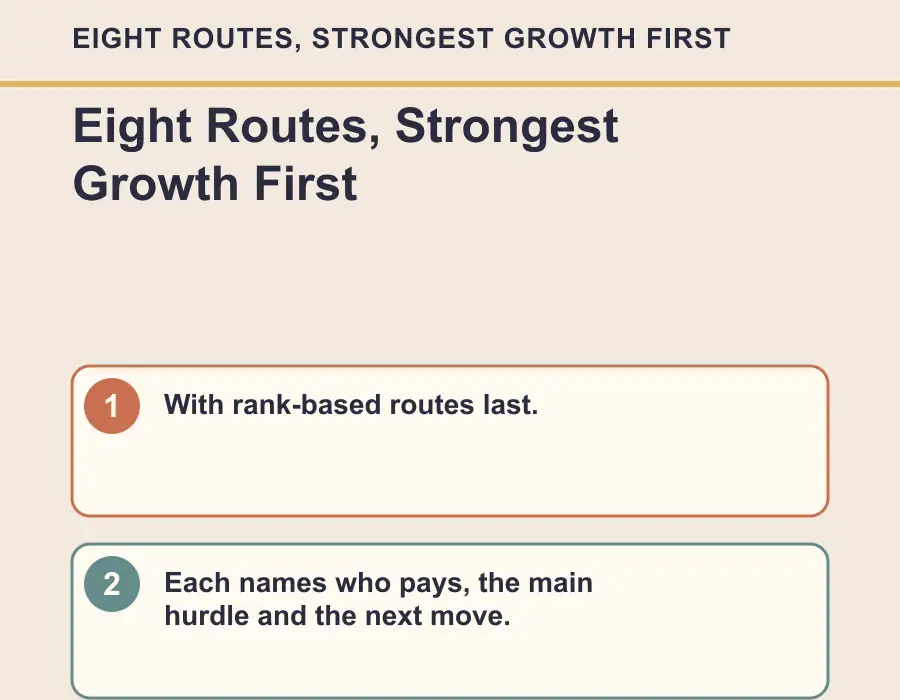 EIGHT ROUTES, STRONGEST GROWTH FIRST
Eight Routes, Strongest
Growth First
1
With rank-based routes last.
2
Each names who pays, the main
hurdle and the next move.